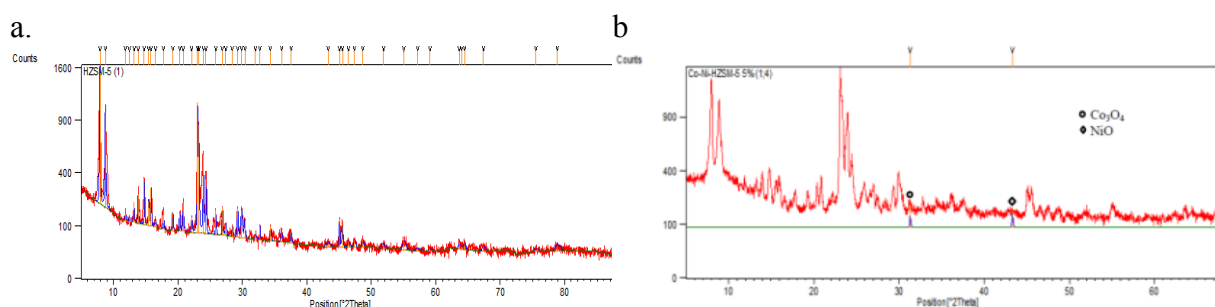 a.
Counts
1600
900
400
100
0
HZSM-5 (1)
10 20 30 40 50 60 70 80
Position[°2Theta]
b
Counts
900
400
100
0
Co-Ni-HZSM-5 5% (1;4)
Co₃O₄
NiO
10 20 30 40 50 60
Position[°2Theta]